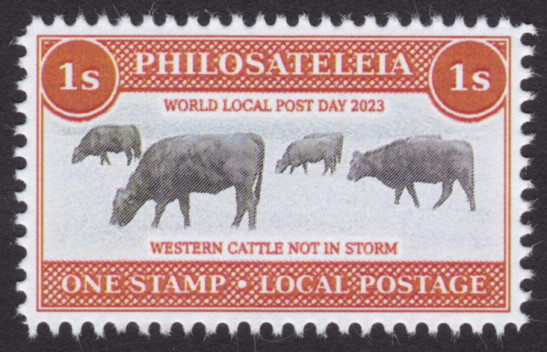 1s PHILOSATELEIA 1s
WORLD LOCAL POST DAY 2023
WESTERN CATTLE NOT IN STORM
ONE STAMP • LOCAL POSTAGE